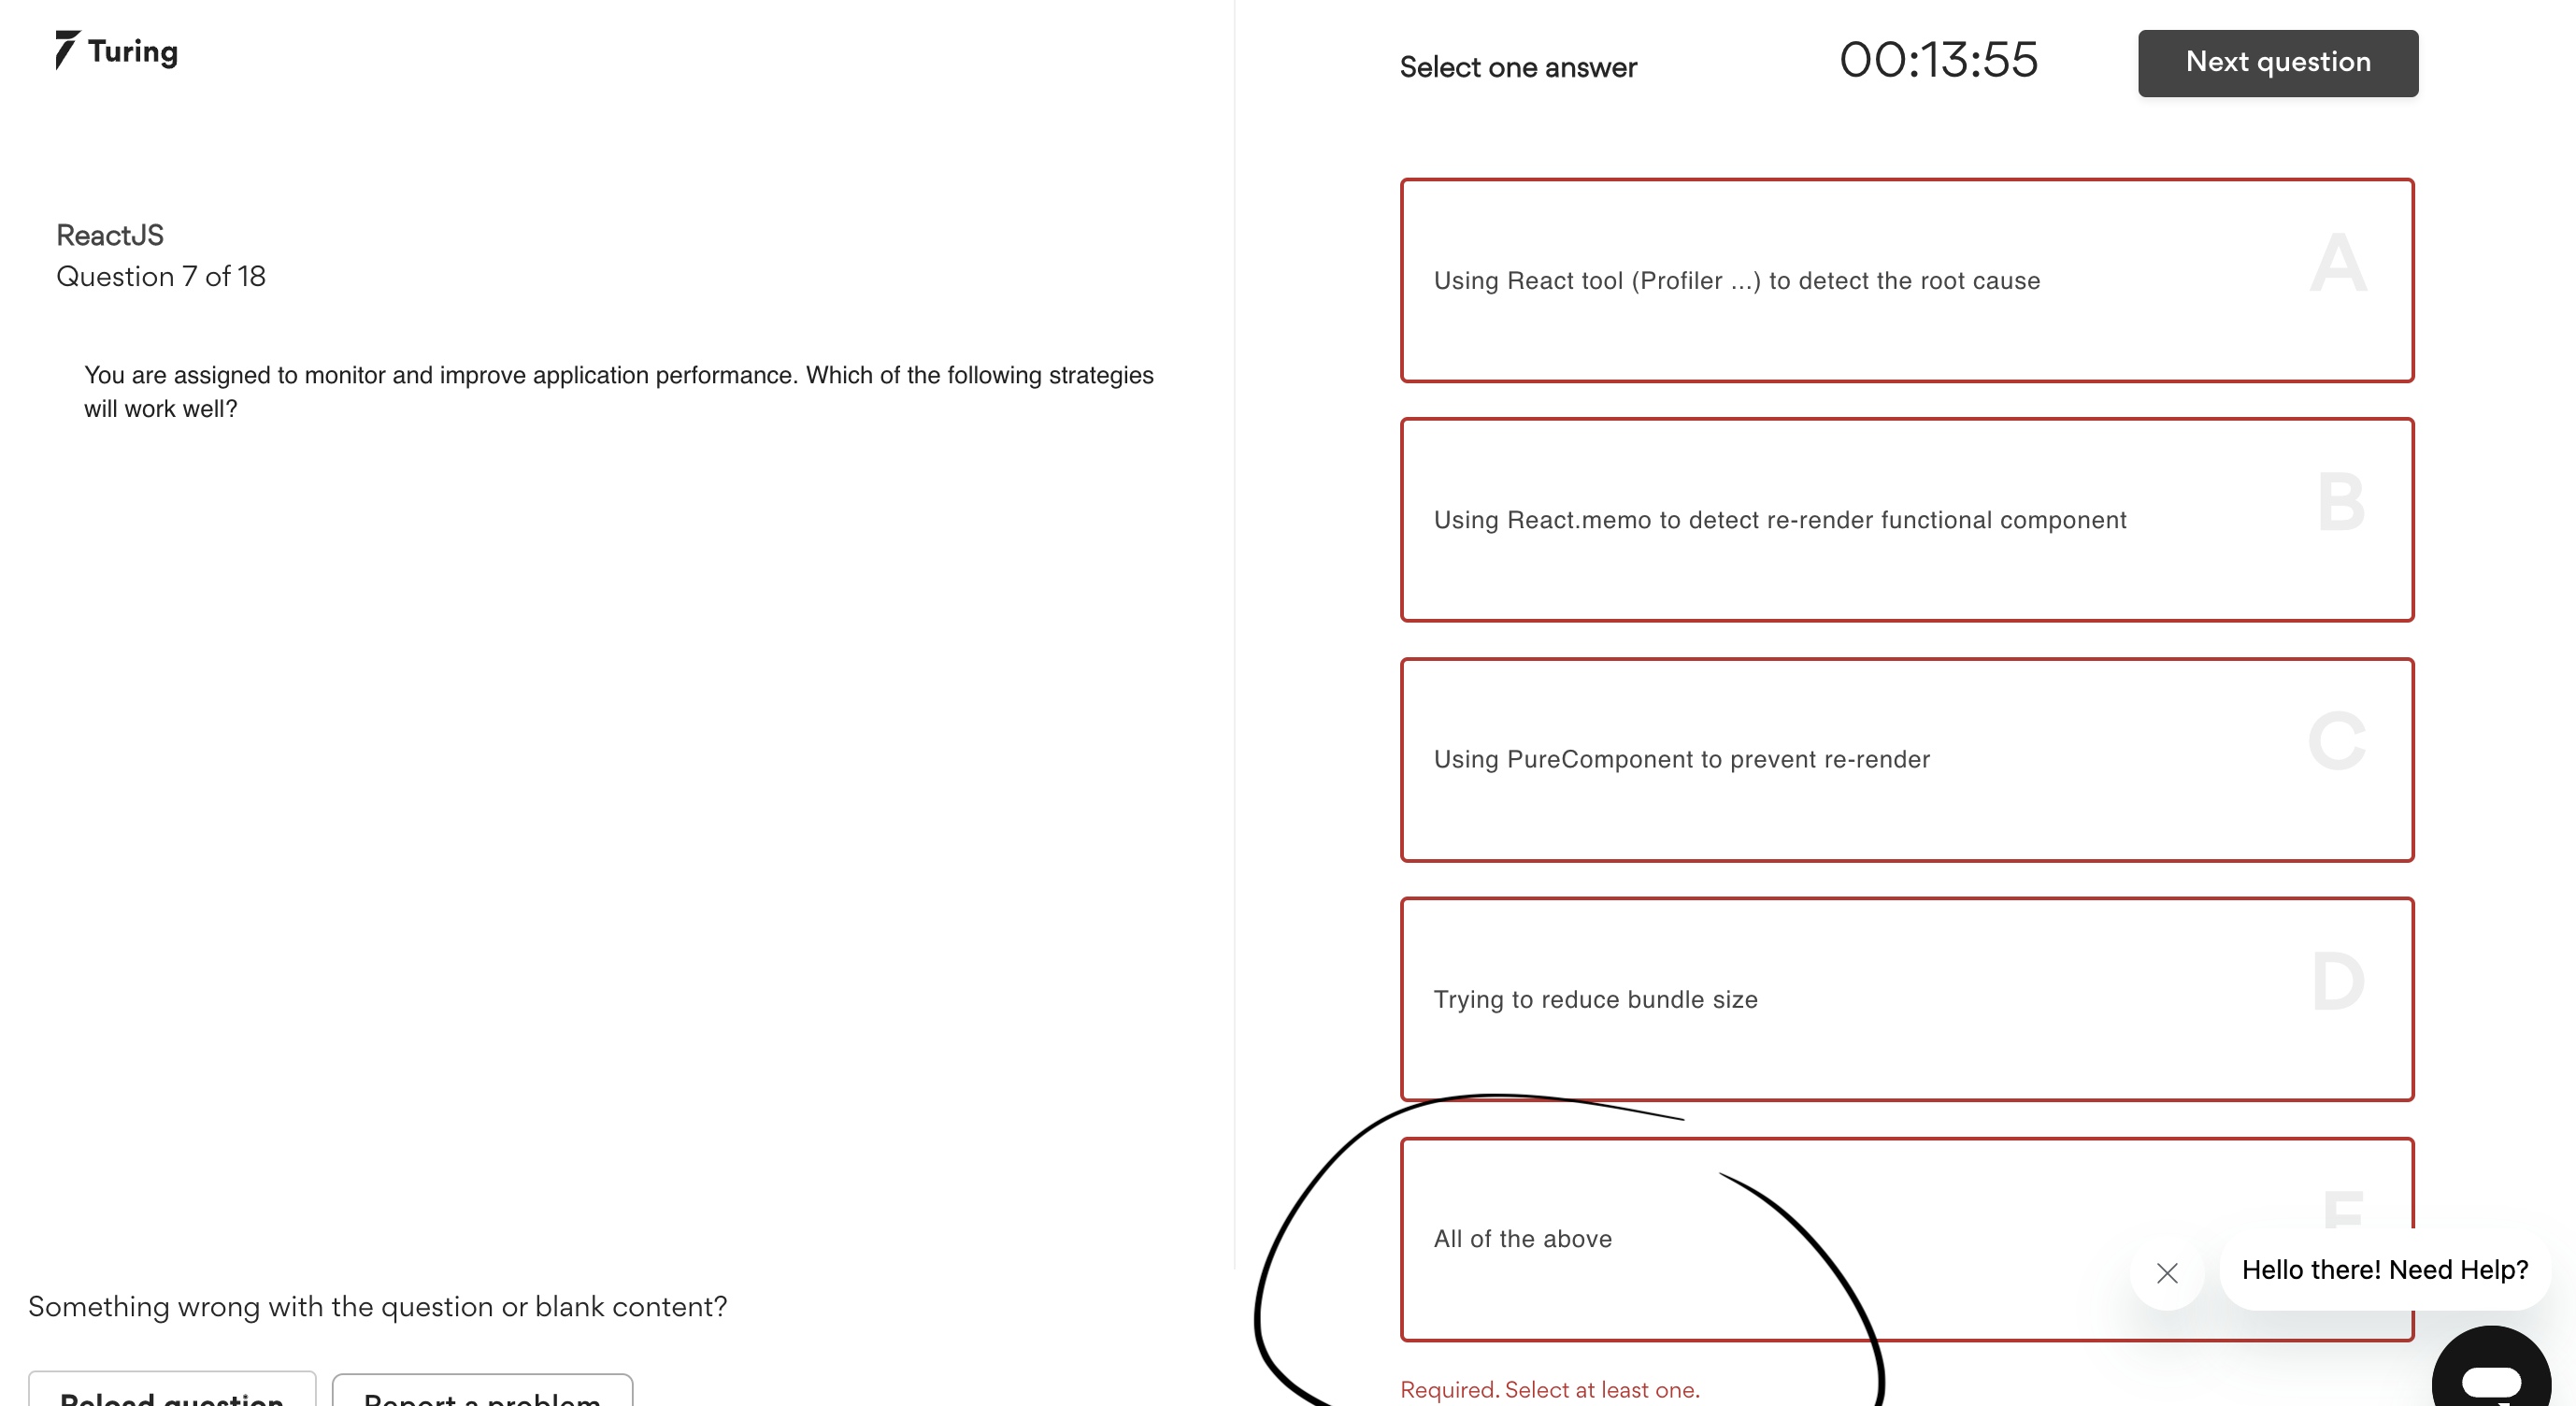 Turing
Select one answer
00:13:55
Next question
ReactJS
Question 7 of 18
You are assigned to monitor and improve application performance. Which of the following strategies
will work well?
A
Using React tool (Profiler ...) to detect the root cause
B
Using React.memo to detect re-render functional component
C
Using PureComponent to prevent re-render
D
Trying to reduce bundle size
E
All of the above
Hello there! Need Help?
Required. Select at least one.
Something wrong with the question or blank content?
Reload question
Report a problem